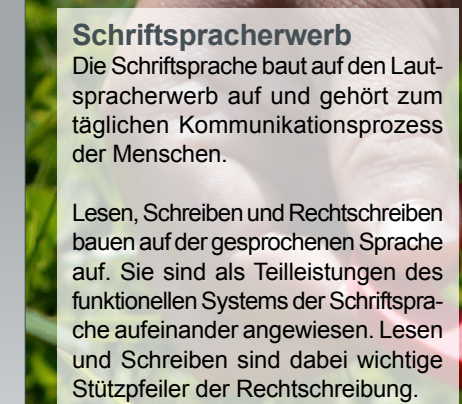 Schriftspracherwerb
Die Schriftsprache baut auf den Laut-
spracherwerb auf und gehört zum
täglichen Kommunikationsprozess
der Menschen.
Lesen, Schreiben und Rechtschreiben
bauen auf der gesprochenen Sprache
auf. Sie sind als Teilleistungen des
funktionellen Systems der Schriftspra-
che aufeinander angewiesen. Lesen
und Schreiben sind dabei wichtige
Stützpfeiler der Rechtschreibung.